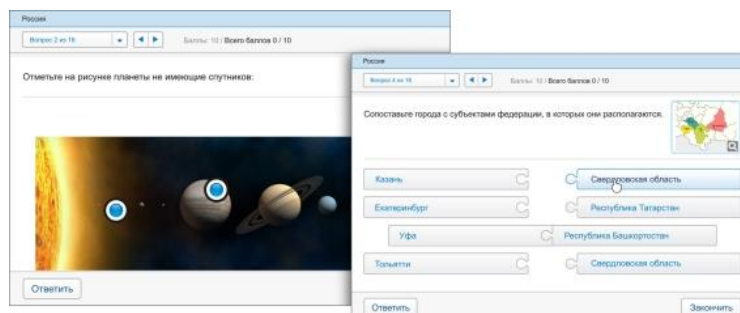 Россия
Вопрос 2 из 16
Баллы: 10 | Всего баллов 0 / 10
Отметьте на рисунке планеты не имеющие спутников:
Ответить
Россия
Вопрос 4 из 16
Баллы: 10 | Всего баллов 0 / 10
Сопоставьте города с субъектами федерации, в которых они располагаются.
Казань
Свердловская область
Екатеринбург
Республика Татарстан
Уфа
Республика Башкортостан
Тольятти
Свердловская область
Ответить
Закончить